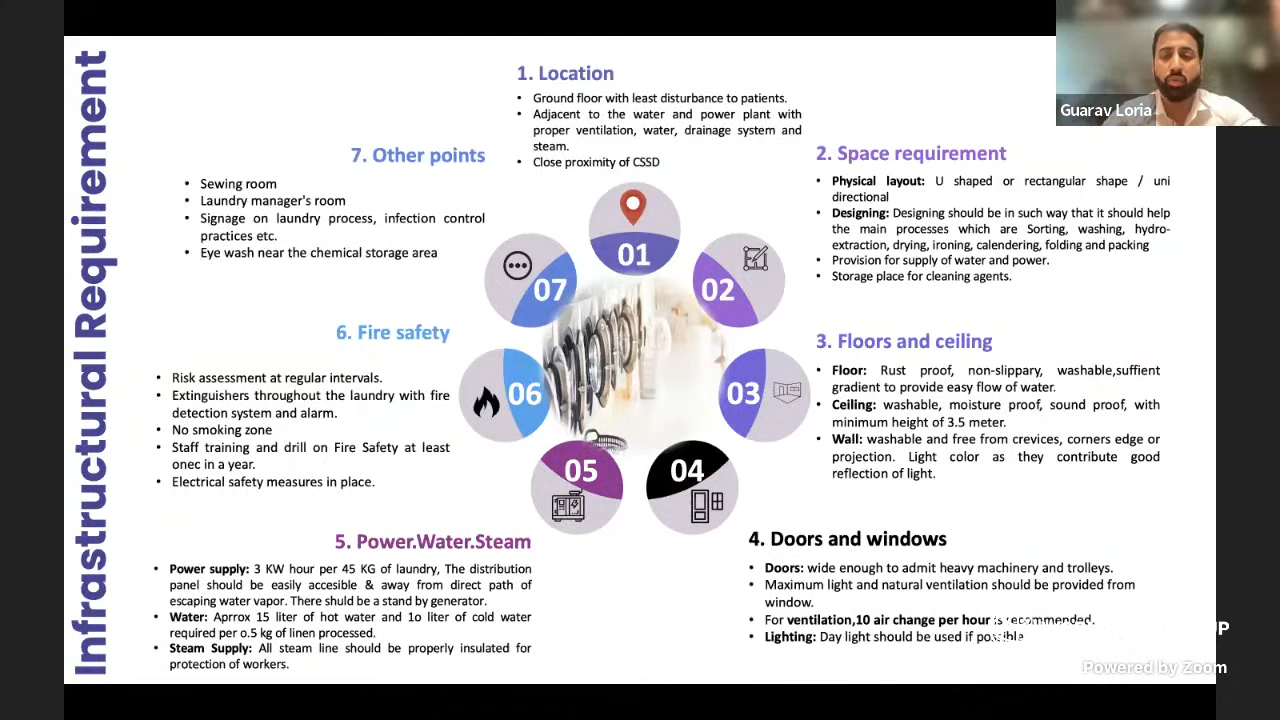 Infrastructural Requirement
1. Location
• Ground floor with least disturbance to patients.
• Adjacent to the water and power plant with
proper ventilation, water, drainage system and
steam.
• Close proximity of CSSD
Guarav Loria
2. Space requirement
• Physical layout: U shaped or rectangular shape / uni
directional
• Designing: Designing should be in such way that it should help
the main processes which are Sorting, washing, hydro-
extraction, drying, ironing, calendering, folding and packing
• Provision for supply of water and power.
• Storage place for cleaning agents.
3. Floors and ceiling
• Floor: Rust proof, non-slippary, washable,suffient
gradient to provide easy flow of water.
• Ceiling: washable, moisture proof, sound proof, with
minimum height of 3.5 meter.
• Wall: washable and free from crevices, corners edge or
projection. Light color as they contribute good
reflection of light.
4. Doors and windows
• Doors: wide enough to admit heavy machinery and trolleys.
• Maximum light and natural ventilation should be provided from
window.
• For ventilation,10 air change per hour is recommended.
• Lighting: Day light should be used if possible
5. Power.Water.Steam
• Power supply: 3 KW hour per 45 KG of laundry, The distribution
panel should be easily accesible & away from direct path of
escaping water vapor. There shuld be a stand by generator.
• Water: Aprrox 15 liter of hot water and 1o liter of cold water
required per o.5 kg of linen processed.
• Steam Supply: All steam line should be properly insulated for
protection of workers.
6. Fire safety
• Risk assessment at regular intervals.
• Extinguishers throughout the laundry with fire
detection system and alarm.
• No smoking zone
• Staff training and drill on Fire Safety at least
onec in a year.
• Electrical safety measures in place.
7. Other points
• Sewing room
• Laundry manager's room
• Signage on laundry process, infection control
practices etc.
• Eye wash near the chemical storage area
01
02
03
04
05
06
07
Powered by Zoom